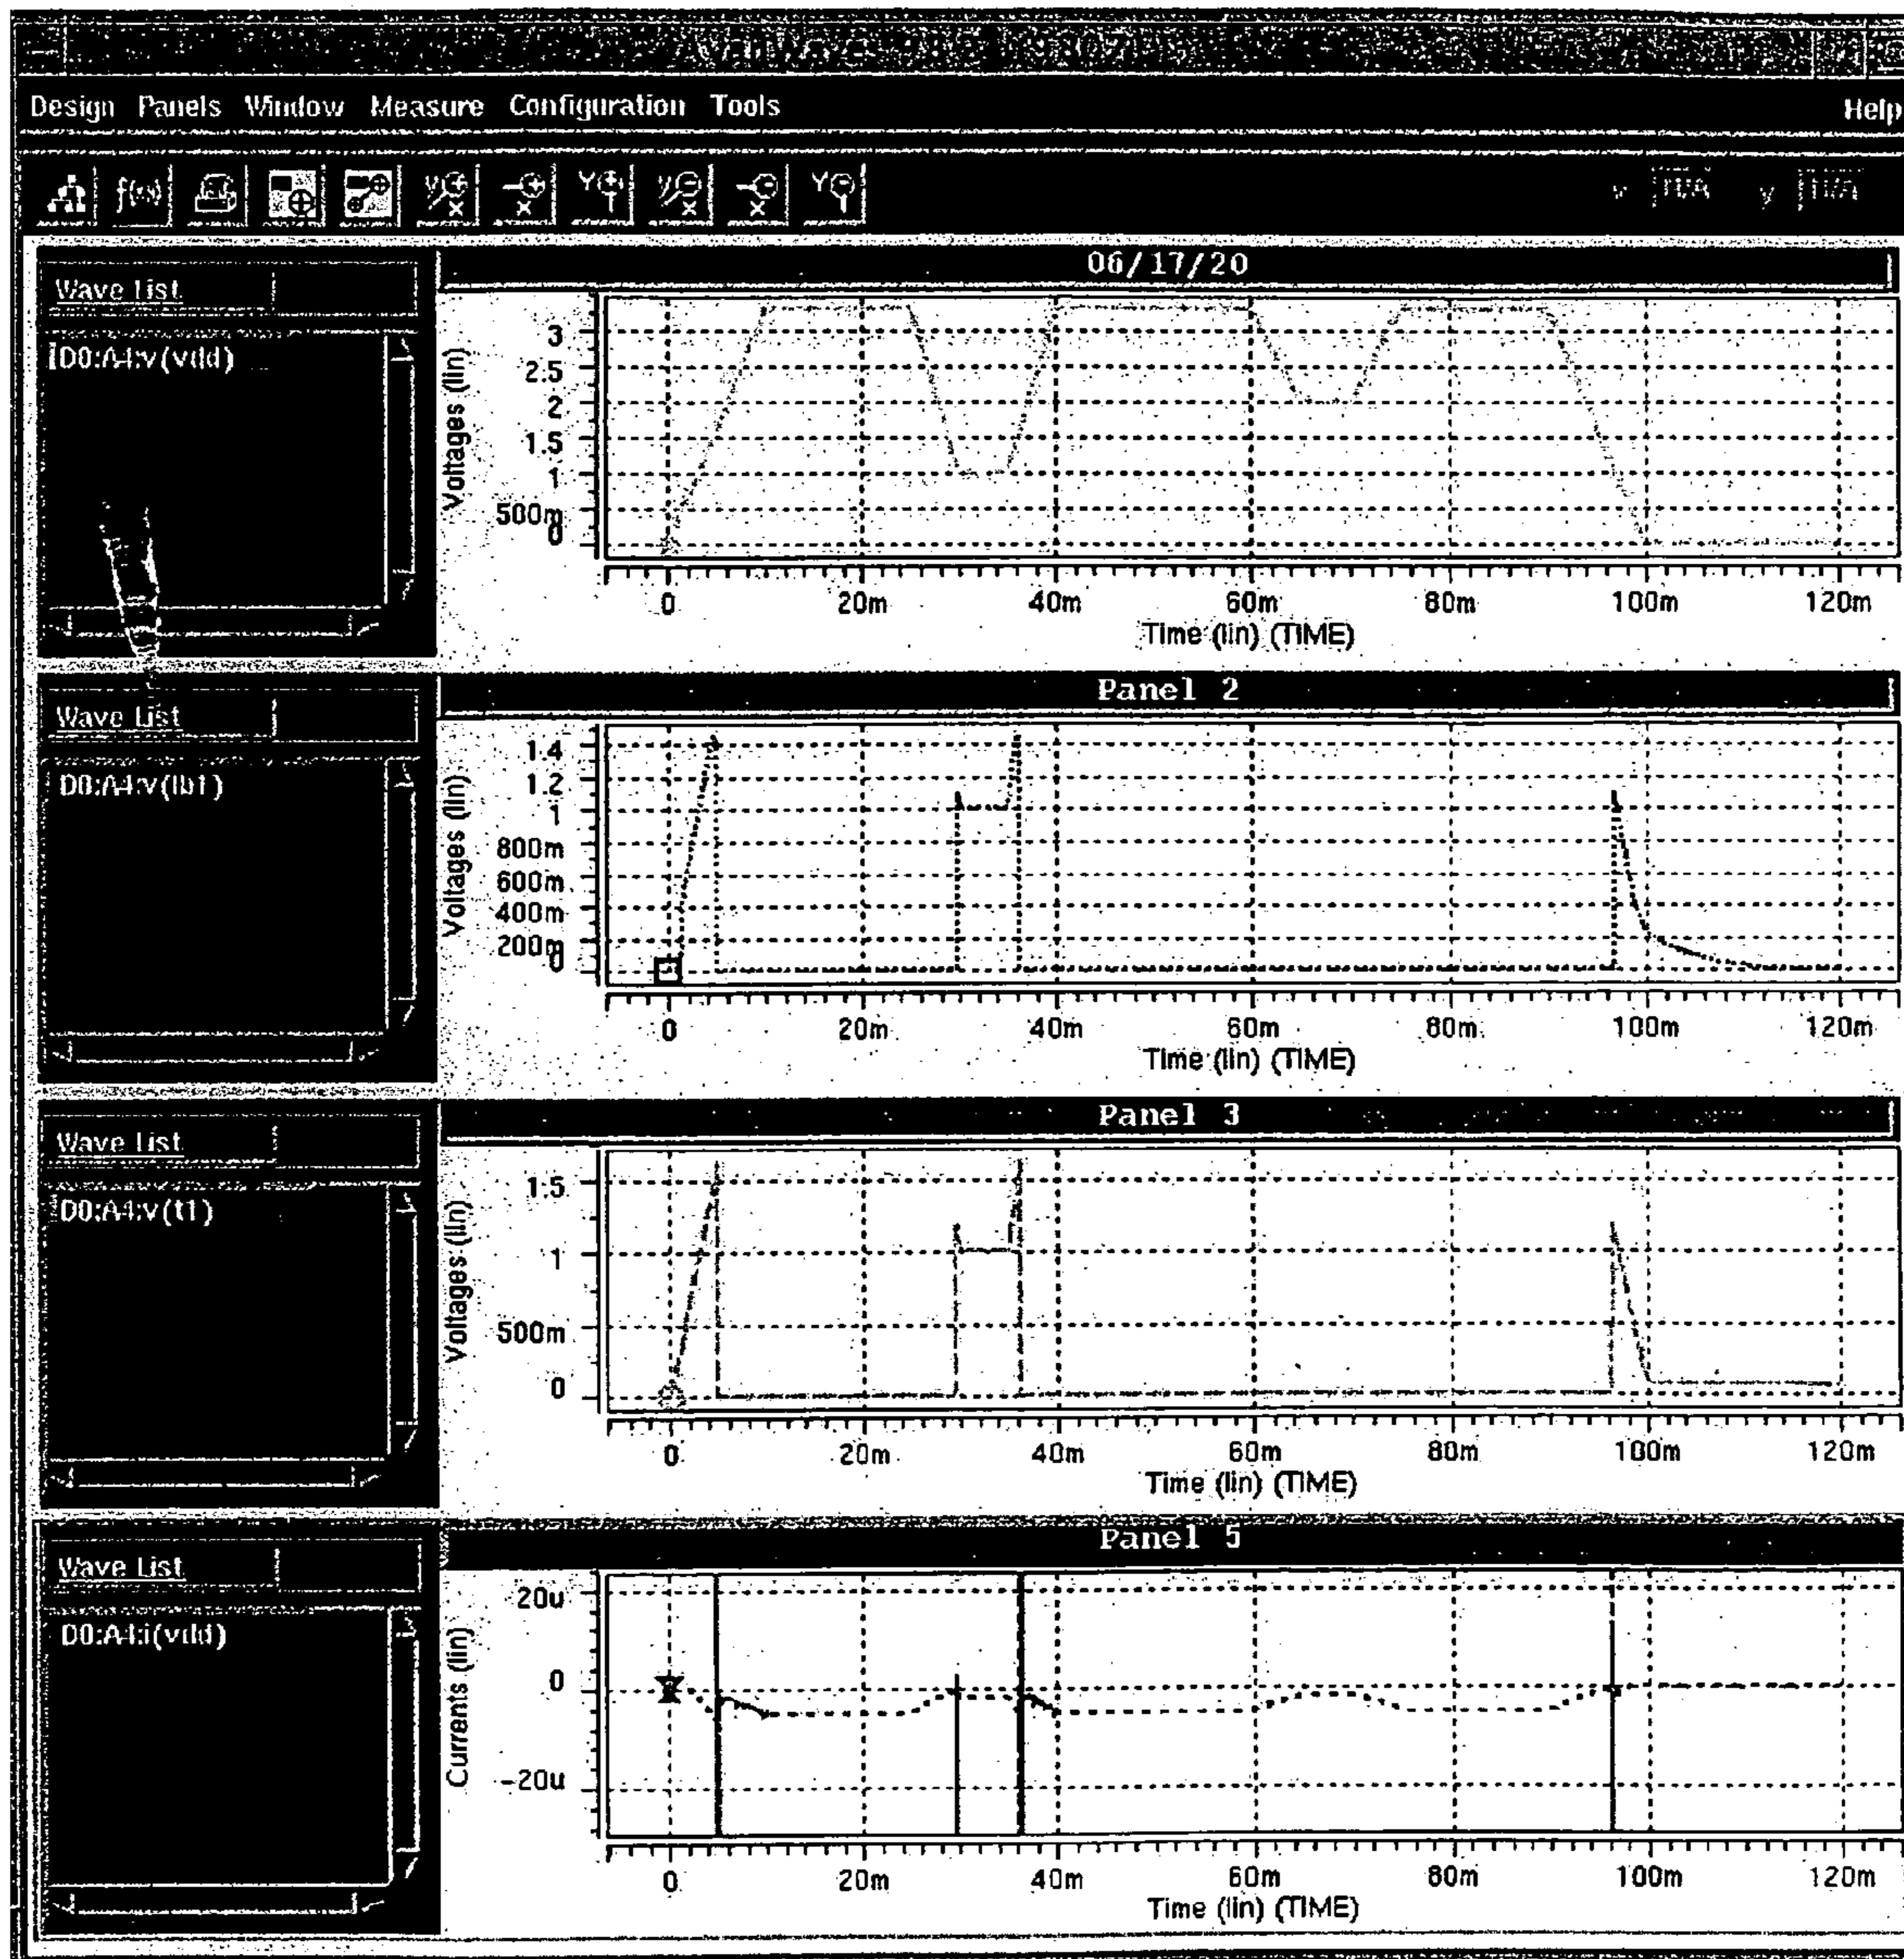 Design Panels Window Measure Configuration Tools Help
f(x) y x -x Y y x -x Y
Wave List
D0:A4:v(vdd)
06/17/20
Voltages (lin)
3
2.5
2
1.5
1
500m
0
0 20m 40m 60m 80m 100m 120m
Time (lin) (TIME)
Wave List
D0:A4:v(lb1)
Panel 2
Voltages (lin)
1.4
1.2
1
800m
600m
400m
200m
0
0 20m 40m 60m 80m 100m 120m
Time (lin) (TIME)
Wave List
D0:A4:v(t1)
Panel 3
Voltages (lin)
1.5
1
500m
0
0 20m 40m 60m 80m 100m 120m
Time (lin) (TIME)
Wave List
D0:A4:i(vdd)
Panel 5
Currents (lin)
20u
0
-20u
0 20m 40m 60m 80m 100m 120m
Time (lin) (TIME)